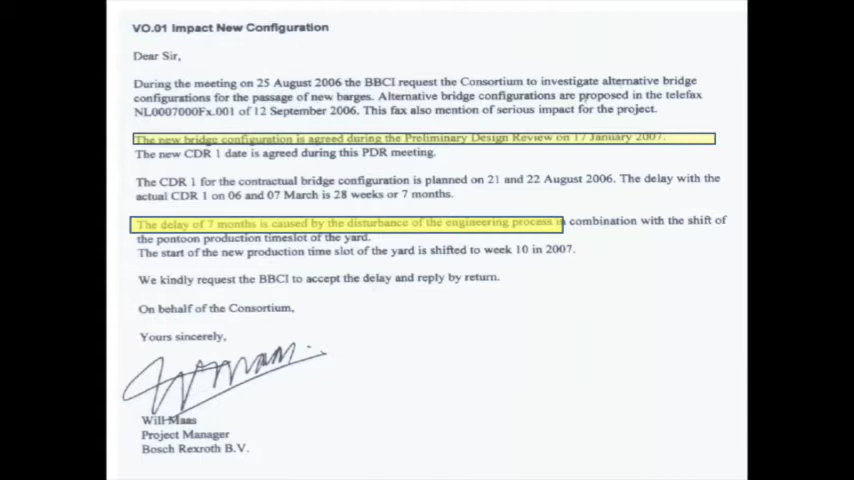 VO.01 Impact New Configuration
Dear Sir,
During the meeting on 25 August 2006 the BBCI request the Consortium to investigate alternative bridge
configurations for the passage of new barges. Alternative bridge configurations are proposed in the telefax
NL0007000Fx.001 of 12 September 2006. This fax also mention of serious impact for the project.
The new bridge configuration is agreed during the Preliminary Design Review on 17 January 2007.
The new CDR 1 date is agreed during this PDR meeting.
The CDR 1 for the contractual bridge configuration is planned on 21 and 22 August 2006. The delay with the
actual CDR 1 on 06 and 07 March is 28 weeks or 7 months.
The delay of 7 months is caused by the disturbance of the engineering process in combination with the shift of
the pontoon production timeslot of the yard.
The start of the new production time slot of the yard is shifted to week 10 in 2007.
We kindly request the BBCI to accept the delay and reply by return.
On behalf of the Consortium,
Yours sincerely,
Will Maas
Project Manager
Bosch Rexroth B.V.